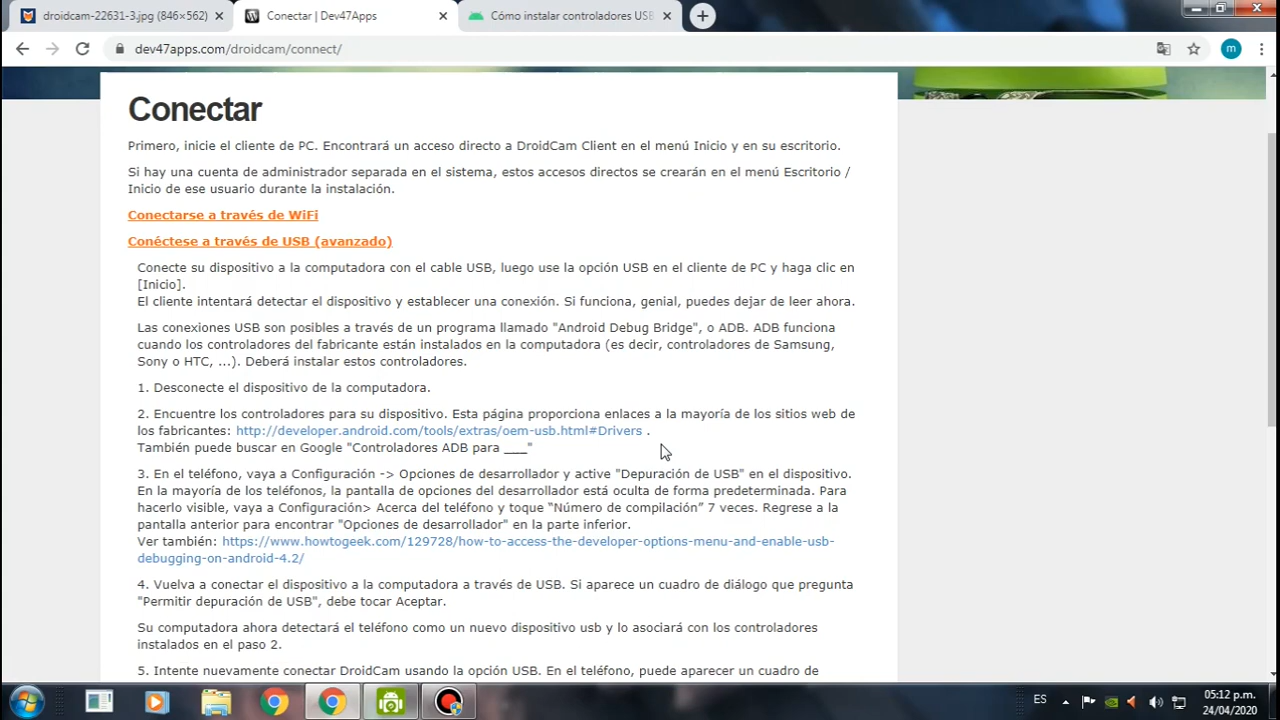 droidcam-22631-3.jpg (846×562)
Conectar | Dev47Apps
Cómo instalar controladores USB
dev47apps.com/droidcam/connect/
m
Conectar
Primero, inicie el cliente de PC. Encontrará un acceso directo a DroidCam Client en el menú Inicio y en su escritorio.
Si hay una cuenta de administrador separada en el sistema, estos accesos directos se crearán en el menú Escritorio /
Inicio de ese usuario durante la instalación.
Conectarse a través de WiFi
Conéctese a través de USB (avanzado)
Conecte su dispositivo a la computadora con el cable USB, luego use la opción USB en el cliente de PC y haga clic en
[Inicio].
El cliente intentará detectar el dispositivo y establecer una conexión. Si funciona, genial, puedes dejar de leer ahora.
Las conexiones USB son posibles a través de un programa llamado "Android Debug Bridge", o ADB. ADB funciona
cuando los controladores del fabricante están instalados en la computadora (es decir, controladores de Samsung,
Sony o HTC, ...). Deberá instalar estos controladores.
1. Desconecte el dispositivo de la computadora.
2. Encuentre los controladores para su dispositivo. Esta página proporciona enlaces a la mayoría de los sitios web de
los fabricantes: http://developer.android.com/tools/extras/oem-usb.html#Drivers .
También puede buscar en Google "Controladores ADB para ___"
3. En el teléfono, vaya a Configuración -> Opciones de desarrollador y active "Depuración de USB" en el dispositivo.
En la mayoría de los teléfonos, la pantalla de opciones del desarrollador está oculta de forma predeterminada. Para
hacerlo visible, vaya a Configuración> Acerca del teléfono y toque “Número de compilación” 7 veces. Regrese a la
pantalla anterior para encontrar "Opciones de desarrollador" en la parte inferior.
Ver también: https://www.howtogeek.com/129728/how-to-access-the-developer-options-menu-and-enable-usb-
debugging-on-android-4.2/
4. Vuelva a conectar el dispositivo a la computadora a través de USB. Si aparece un cuadro de diálogo que pregunta
"Permitir depuración de USB", debe tocar Aceptar.
Su computadora ahora detectará el teléfono como un nuevo dispositivo usb y lo asociará con los controladores
instalados en el paso 2.
5. Intente nuevamente conectar DroidCam usando la opción USB. En el teléfono, puede aparecer un cuadro de
ES
05:12 p.m.
24/04/2020